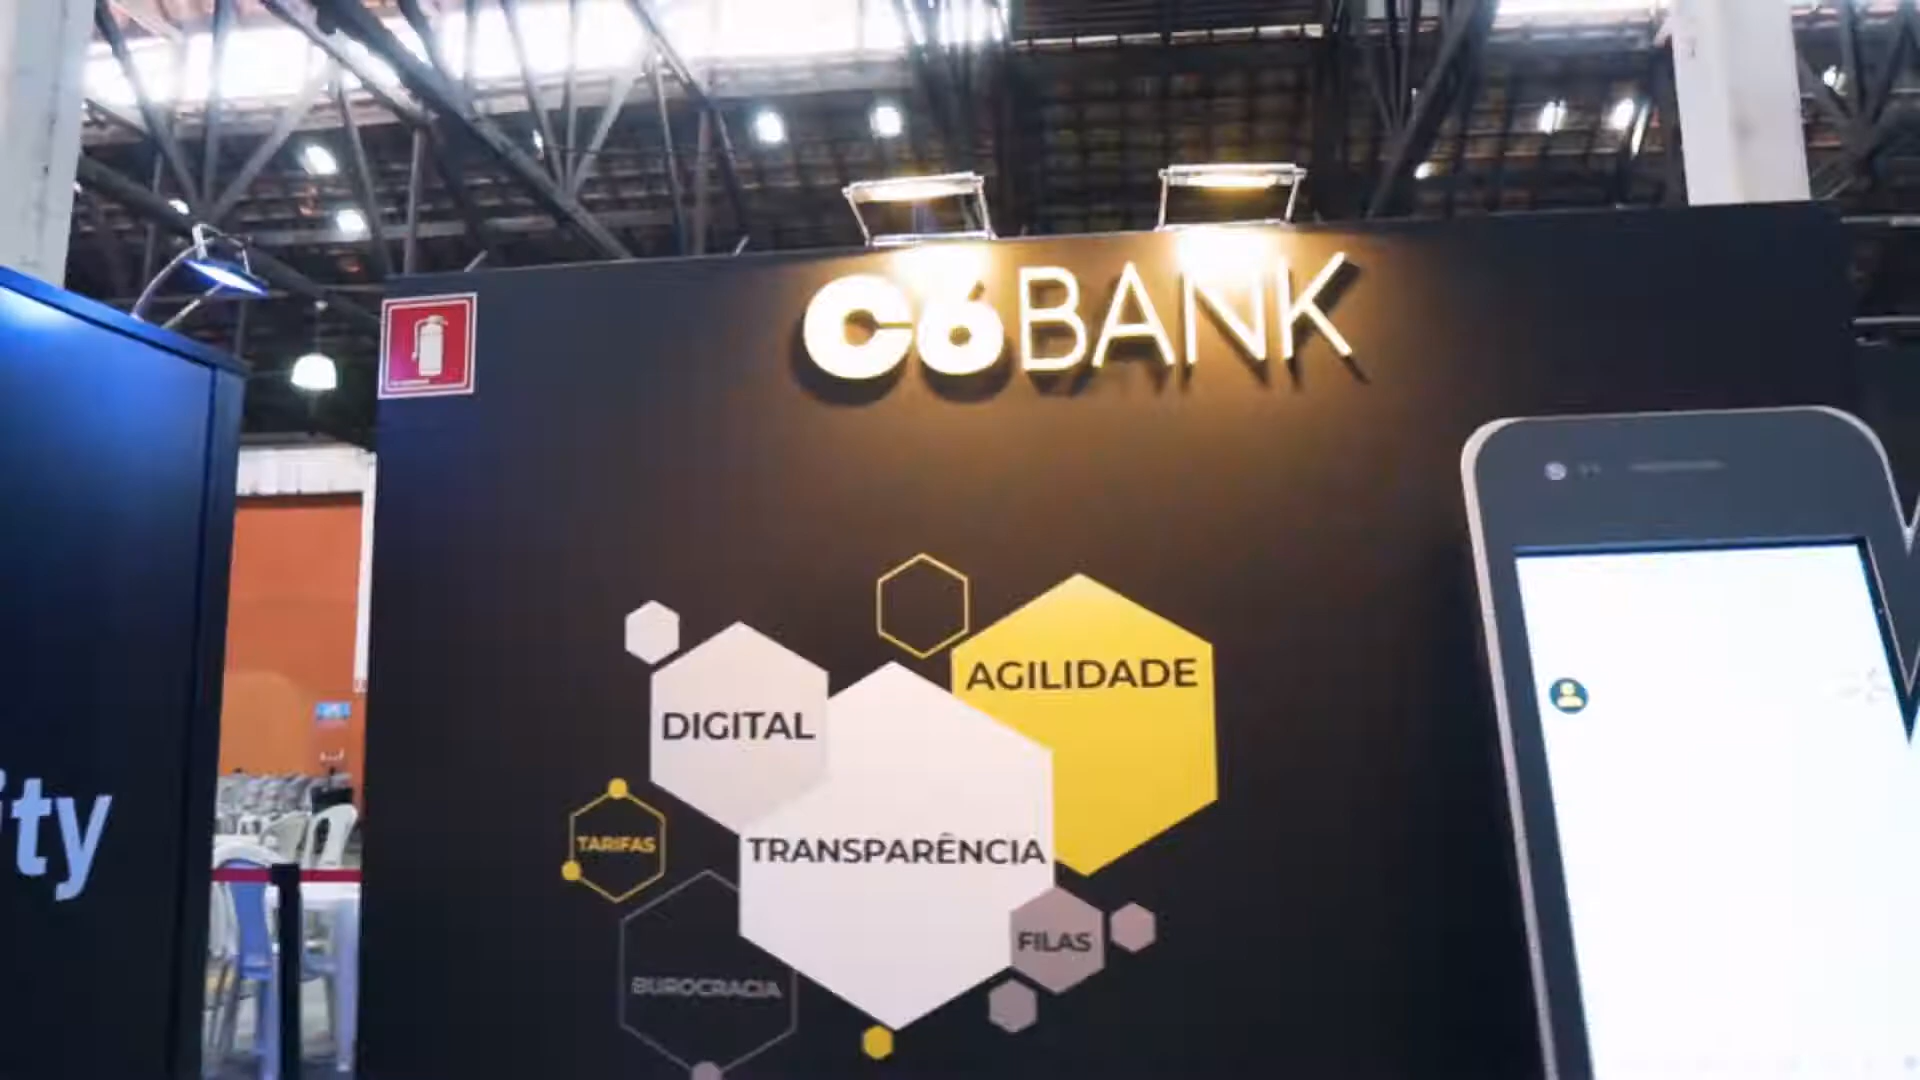 C6BANK
AGILIDADE
DIGITAL
TRANSPARÊNCIA
TARIFAS
FILAS
BUROCRACIA
ity